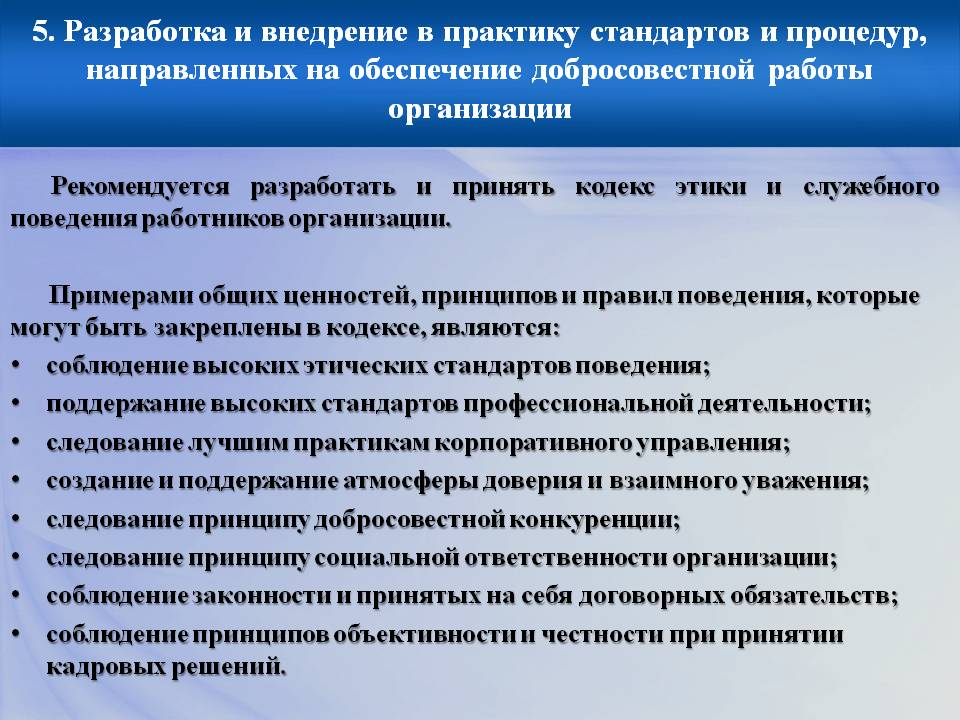 5. Разработка и внедрение в практику стандартов и процедур,
направленных на обеспечение добросовестной работы
организации
Рекомендуется разработать и принять кодекс этики и служебного
поведения работников организации.
Примерами общих ценностей, принципов и правил поведения, которые
могут быть закреплены в кодексе, являются:
• соблюдение высоких этических стандартов поведения;
• поддержание высоких стандартов профессиональной деятельности;
• следование лучшим практикам корпоративного управления;
• создание и поддержание атмосферы доверия и взаимного уважения;
• следование принципу добросовестной конкуренции;
• следование принципу социальной ответственности организации;
• соблюдение законности и принятых на себя договорных обязательств;
• соблюдение принципов объективности и честности при принятии
кадровых решений.